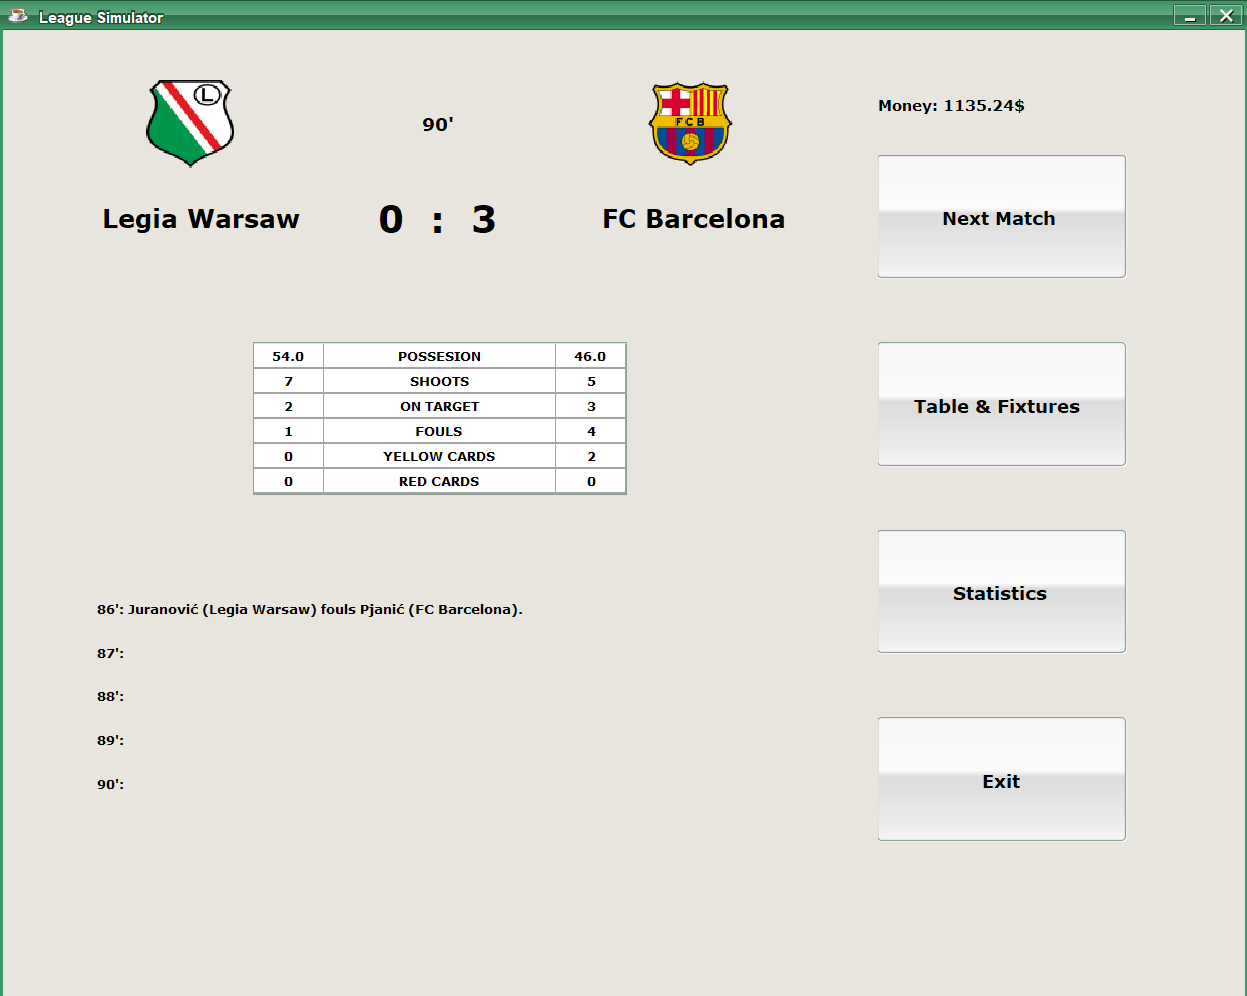 League Simulator
L
FCB
90'
Money: 1135.24$
Legia Warsaw 0 : 3 FC Barcelona
Next Match
54.0 POSSESION 46.0
7 SHOOTS 5
2 ON TARGET 3
1 FOULS 4
0 YELLOW CARDS 2
0 RED CARDS 0
Table & Fixtures
Statistics
86': Juranović (Legia Warsaw) fouls Pjanić (FC Barcelona).
87':
88':
89':
90':
Exit